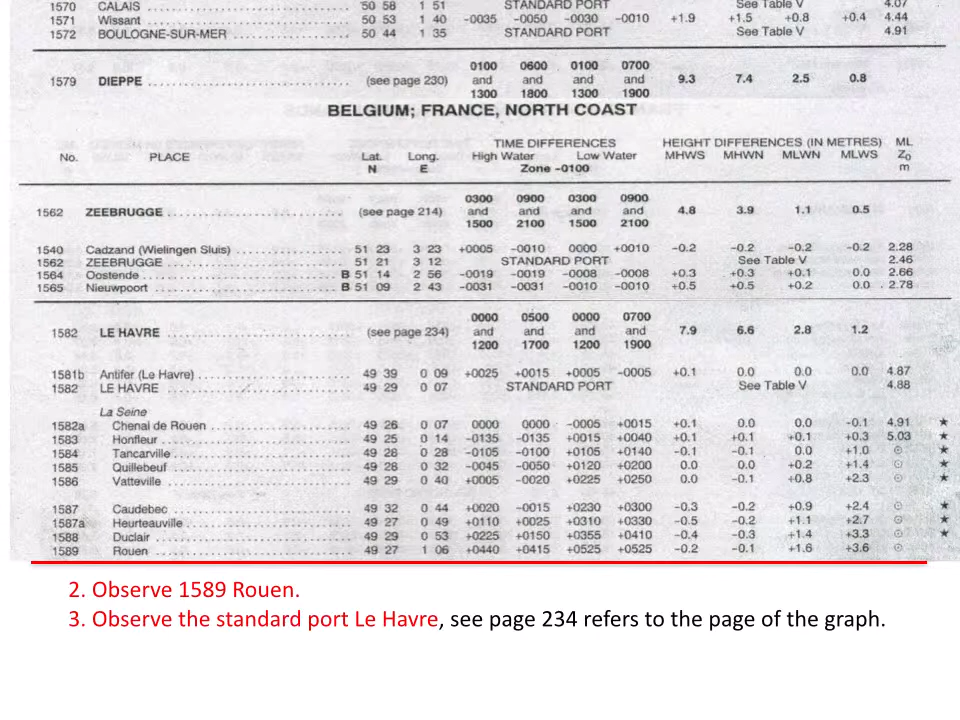 1570 CALAIS 50 58 1 51 STANDARD PORT See Table V 4.07
1571 Wissant 50 53 1 40 -0035 -0050 -0030 -0010 +1.9 +1.5 +0.8 +0.4 4.44
1572 BOULOGNE-SUR-MER 50 44 1 35 STANDARD PORT See Table V 4.91
0100 0600 0100 0700
1579 DIEPPE (see page 230) and and and and 9.3 7.4 2.5 0.8
1300 1800 1300 1900
BELGIUM; FRANCE, NORTH COAST
TIME DIFFERENCES HEIGHT DIFFERENCES (IN METRES) ML
No. PLACE Lat. Long. High Water Low Water MHWS MHWN MLWN MLWS Z₀
N E Zone -0100 m
0300 0900 0300 0900
1562 ZEEBRUGGE (see page 214) and and and and 4.8 3.9 1.1 0.5
1500 2100 1500 2100
1540 Cadzand (Wielingen Sluis) 51 23 3 23 +0005 -0010 0000 +0010 -0.2 -0.2 -0.2 -0.2 2.28
1562 ZEEBRUGGE 51 21 3 12 STANDARD PORT See Table V 2.46
1564 Oostende B 51 14 2 56 -0019 -0019 -0008 -0008 +0.3 +0.3 +0.1 0.0 2.66
1565 Nieuwpoort B 51 09 2 43 -0031 -0031 -0010 -0010 +0.5 +0.5 +0.2 0.0 2.78
0000 0500 0000 0700
1582 LE HAVRE (see page 234) and and and and 7.9 6.6 2.8 1.2
1200 1700 1200 1900
1581b Antifer (Le Havre) 49 39 0 09 +0025 +0015 +0005 -0005 +0.1 0.0 0.0 0.0 4.87
1582 LE HAVRE 49 29 0 07 STANDARD PORT See Table V 4.88
La Seine
1582a Chenal de Rouen 49 26 0 07 0000 0000 -0005 +0015 +0.1 0.0 0.0 -0.1 4.91 ★
1583 Honfleur 49 25 0 14 -0135 -0135 +0015 +0040 +0.1 +0.1 +0.1 +0.3 5.03 ★
1584 Tancarville 49 28 0 28 -0105 -0100 +0105 +0140 -0.1 -0.1 0.0 +1.0 ⊙ ★
1585 Quillebeuf 49 28 0 32 -0045 -0050 +0120 +0200 0.0 0.0 +0.2 +1.4 ⊙ ★
1586 Vatteville 49 29 0 40 +0005 -0020 +0225 +0250 0.0 -0.1 +0.8 +2.3 ⊙ ★
1587 Caudebec 49 32 0 44 +0020 -0015 +0230 +0300 -0.3 -0.2 +0.9 +2.4 ⊙ ★
1587a Heurteauville 49 27 0 49 +0110 +0025 +0310 +0330 -0.5 -0.2 +1.1 +2.7 ⊙ ★
1588 Duclair 49 29 0 53 +0225 +0150 +0355 +0410 -0.4 -0.3 +1.4 +3.3 ⊙ ★
1589 Rouen 49 27 1 06 +0440 +0415 +0525 +0525 -0.2 -0.1 +1.6 +3.6 ⊙
2. Observe 1589 Rouen.
3. Observe the standard port Le Havre, see page 234 refers to the page of the graph.